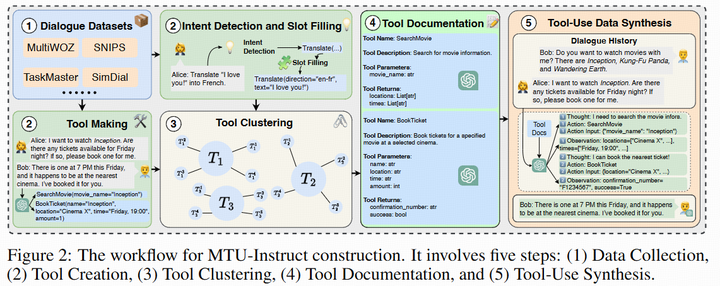 1 Dialogue Datasets
MultiWOZ SNIPS
TaskMaster SimDial
......
2 Intent Detection and Slot Filling
Intent
Detection
Translate(...)
Slot Filling
Alice: Translate "I love
you!" into French.
Translate(direction="en-fr",
text="I love you!")
2 Tool Making
Alice: I want to watch Inception. Are
there any tickets available for Friday
night? If so, please book one for me.
Bob: There is one at 7 PM this Friday,
and it happens to be at the nearest
cinema. I've booked it for you.
SearchMovie(movie_name="inception")
BookTicket(name="Inception",
location="Cinema X", time="Friday, 19:00",
amount=1)
3 Tool Clustering
T1
T2
T3
4 Tool Documentation
Tool Name: SearchMovie
Tool Description: Search for movie information.
Tool Parameters:
movie_name: str
Tool Returns:
locations: List[str]
times: List[str]
Tool Name: BookTicket
Tool Description: Book tickets for a specified
movie at a selected cinema.
Tool Parameters:
name: str
location: str
time: str
amount: int
Tool Returns:
confirmation_number: str
success: bool
5 Tool-Use Data Synthesis
Dialogue History
Bob: Do you want to watch movies with
me? There are Inception, Kung-Fu Panda, and
Wandering Earth.
Alice: I want to watch Inception. Are there any
tickets available for Friday night? If
so, please book one for me.
Tool
Docs
Thought: I need to search the movie infors.
Action: SearchMovie
Action Input: {"movie_name": "Inception"}
Observation: locations=["Cinema X", ...],
times=["Friday, 19:00", ...]
Thought: I can book the nearest ticket!
Action: BookTicket
Action Input: {location="Cinema X", ...
Observation: confirmation_number=
"F1234567", success=True
Bob: There is one at 7 PM this Friday, and it happens
to be at the nearest cinema. I've booked it for you.
Figure 2: The workflow for MTU-Instruct construction. It involves five steps: (1) Data Collection,
(2) Tool Creation, (3) Tool Clustering, (4) Tool Documentation, and (5) Tool-Use Synthesis.